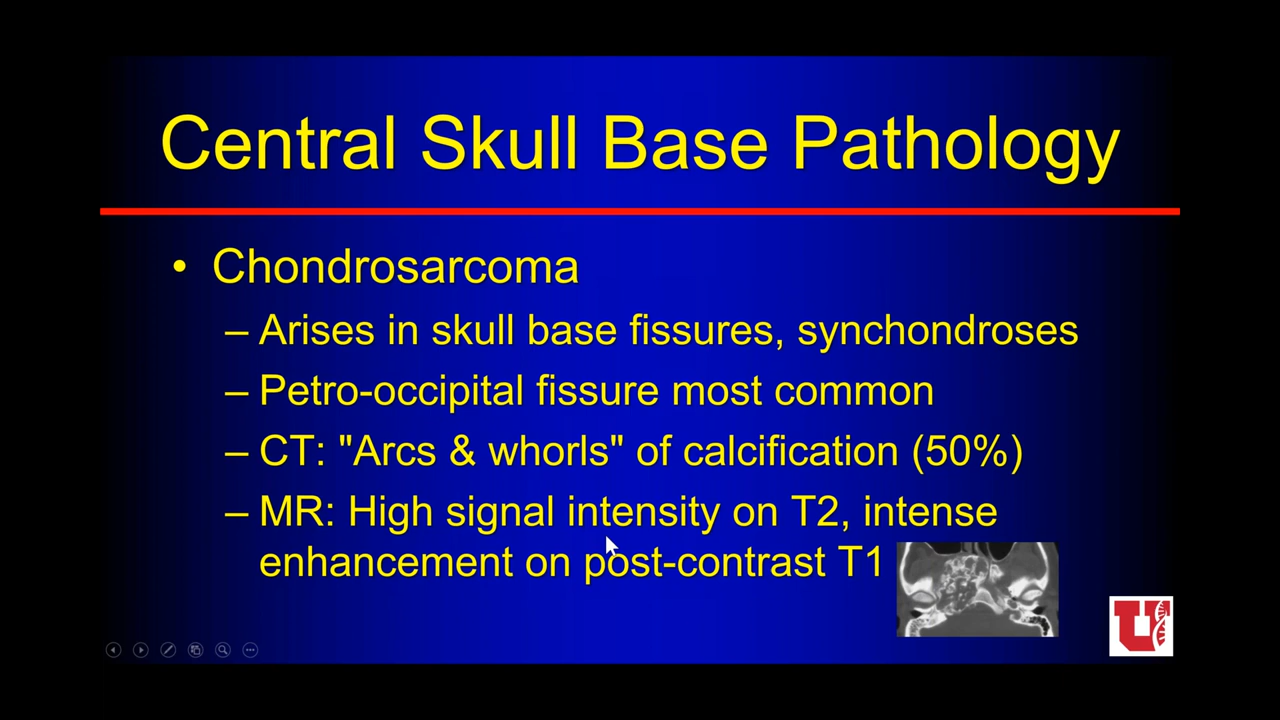 Central Skull Base Pathology
• Chondrosarcoma
– Arises in skull base fissures, synchondroses
– Petro-occipital fissure most common
– CT: "Arcs & whorls" of calcification (50%)
– MR: High signal intensity on T2, intense
enhancement on post-contrast T1
U